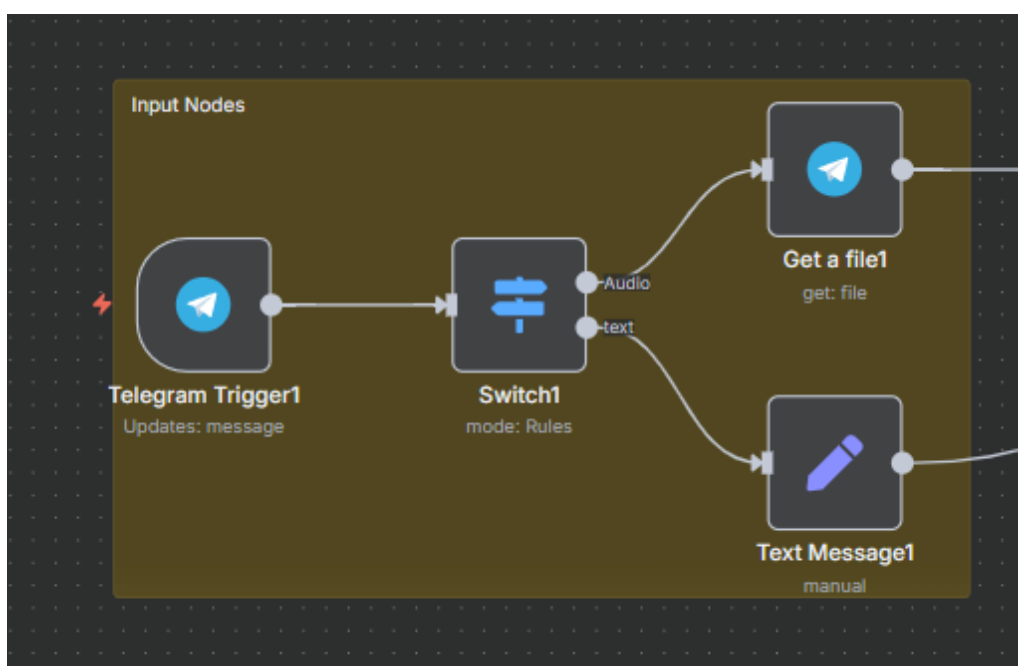 Input Nodes
Get a file1
get: file
Audio
text
Telegram Trigger1
Updates: message
Switch1
mode: Rules
Text Message1
manual